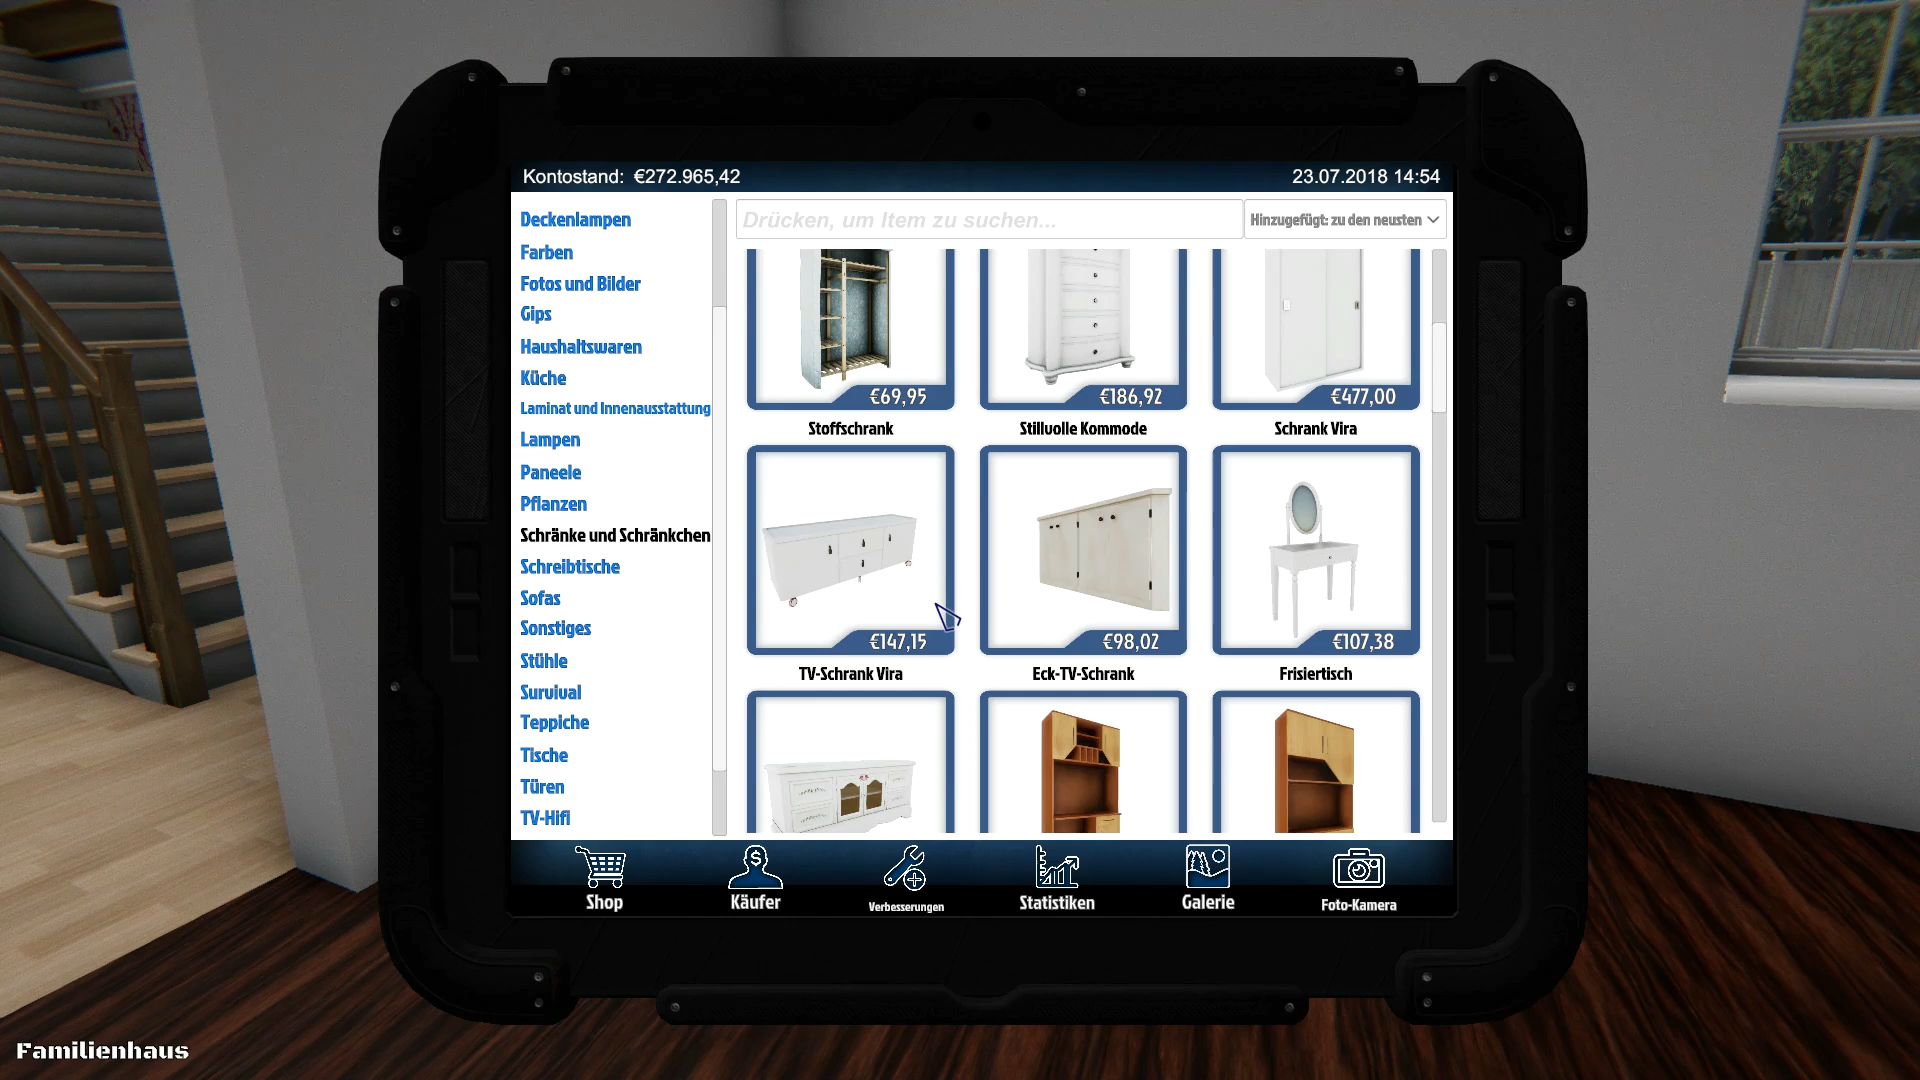 Kontostand: €272.965,42
23.07.2018 14:54
Drücken, um Item zu suchen...
Hinzugefügt: zu den neusten
Deckenlampen
Farben
Fotos und Bilder
Gips
Haushaltswaren
Küche
Laminat und Innenausstattung
Lampen
Paneele
Pflanzen
Schränke und Schränkchen
Schreibtische
Sofas
Sonstiges
Stühle
Survival
Teppiche
Tische
Türen
TV-Hifi
€69,95
€186,92
€477,00
Stoffschrank
Stillvolle Kommode
Schrank Vira
€147,15
€98,02
€107,38
TV-Schrank Vira
Eck-TV-Schrank
Frisiertisch
Shop
Käufer
Verbesserungen
Statistiken
Galerie
Foto-Kamera
Familienhaus